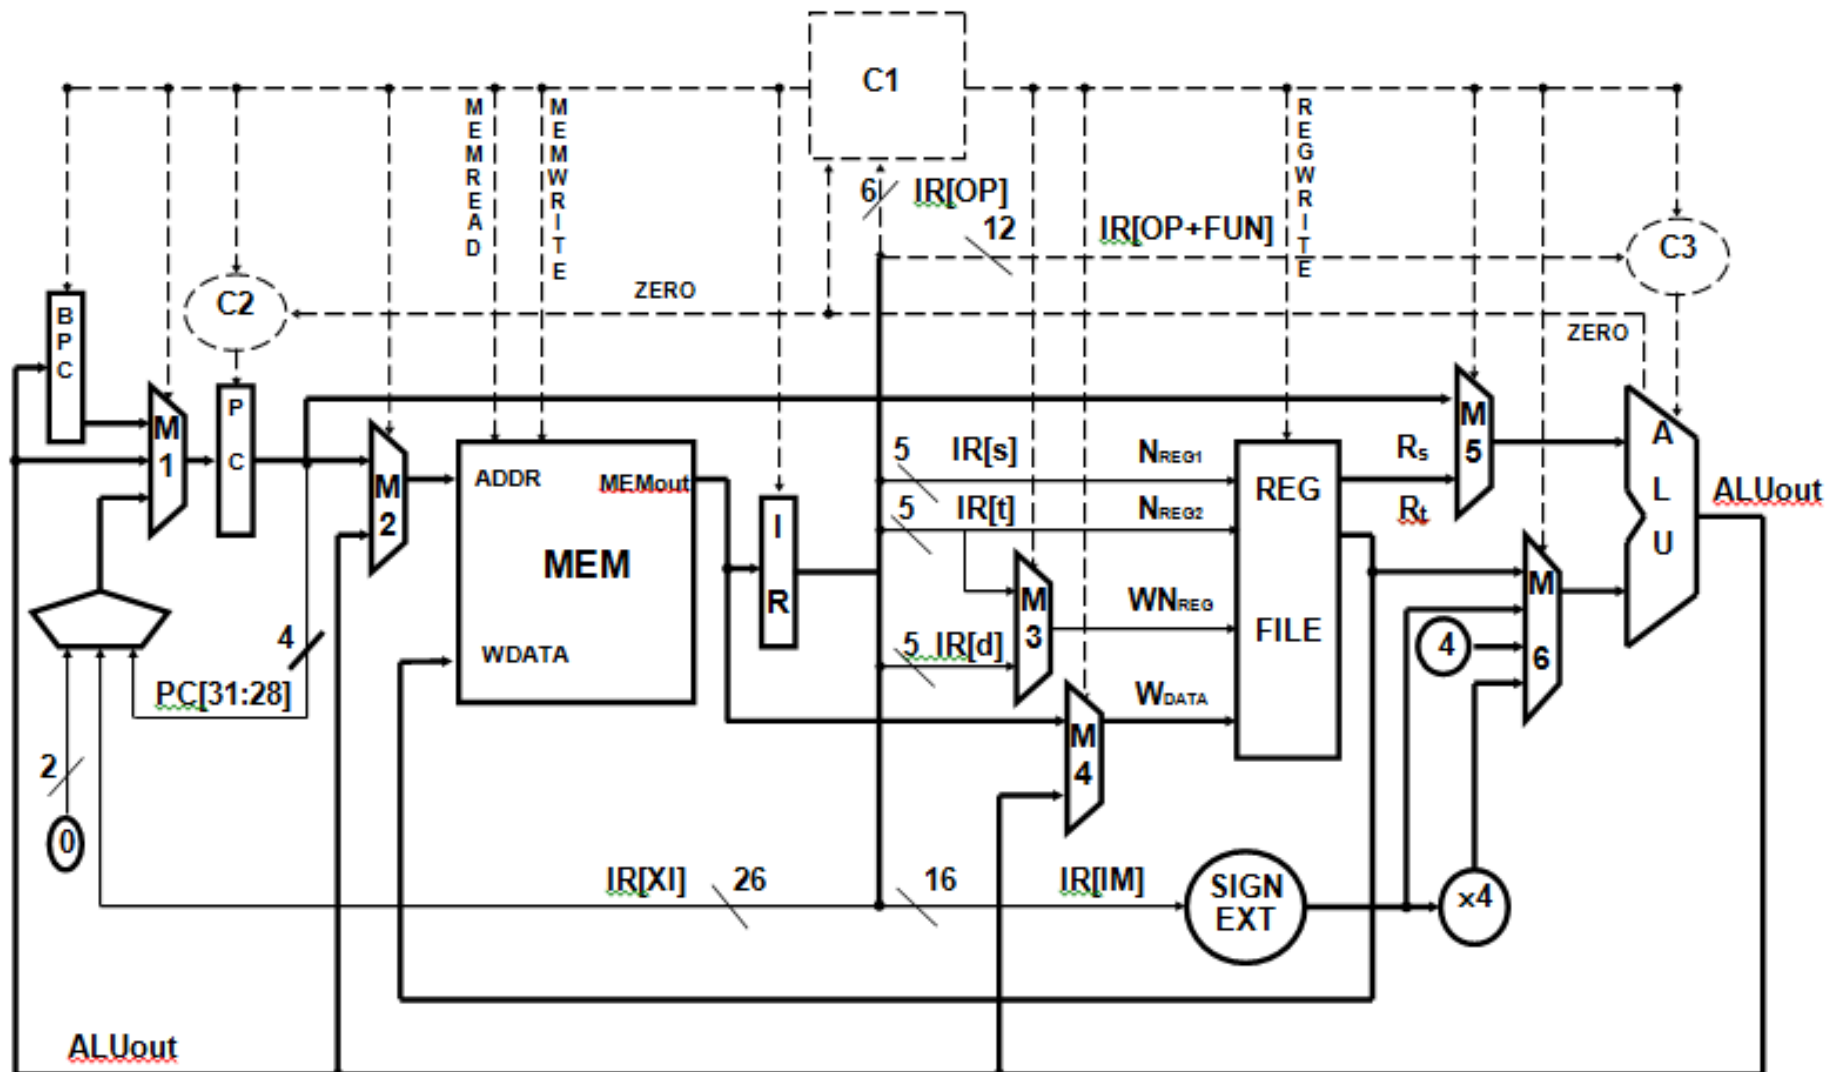 C1
MEMREAD
MEMWRITE
REGWRITE
6 IR[OP]
12 IR[OP+FUN]
C3
C2
ZERO
ZERO
BPC
M1
PC
M2
ADDR
MEMout
MEM
WDATA
IR
5 IR[s] NREG1
5 IR[t] NREG2
WNREG
5 IR[d]
WDATA
M3
M4
REG
FILE
Rs
Rt
M5
M6
4
ALU
ALUout
4
PC[31:28]
2
0
IR[XI] 26
16 IR[IM]
SIGN
EXT
×4
ALUout